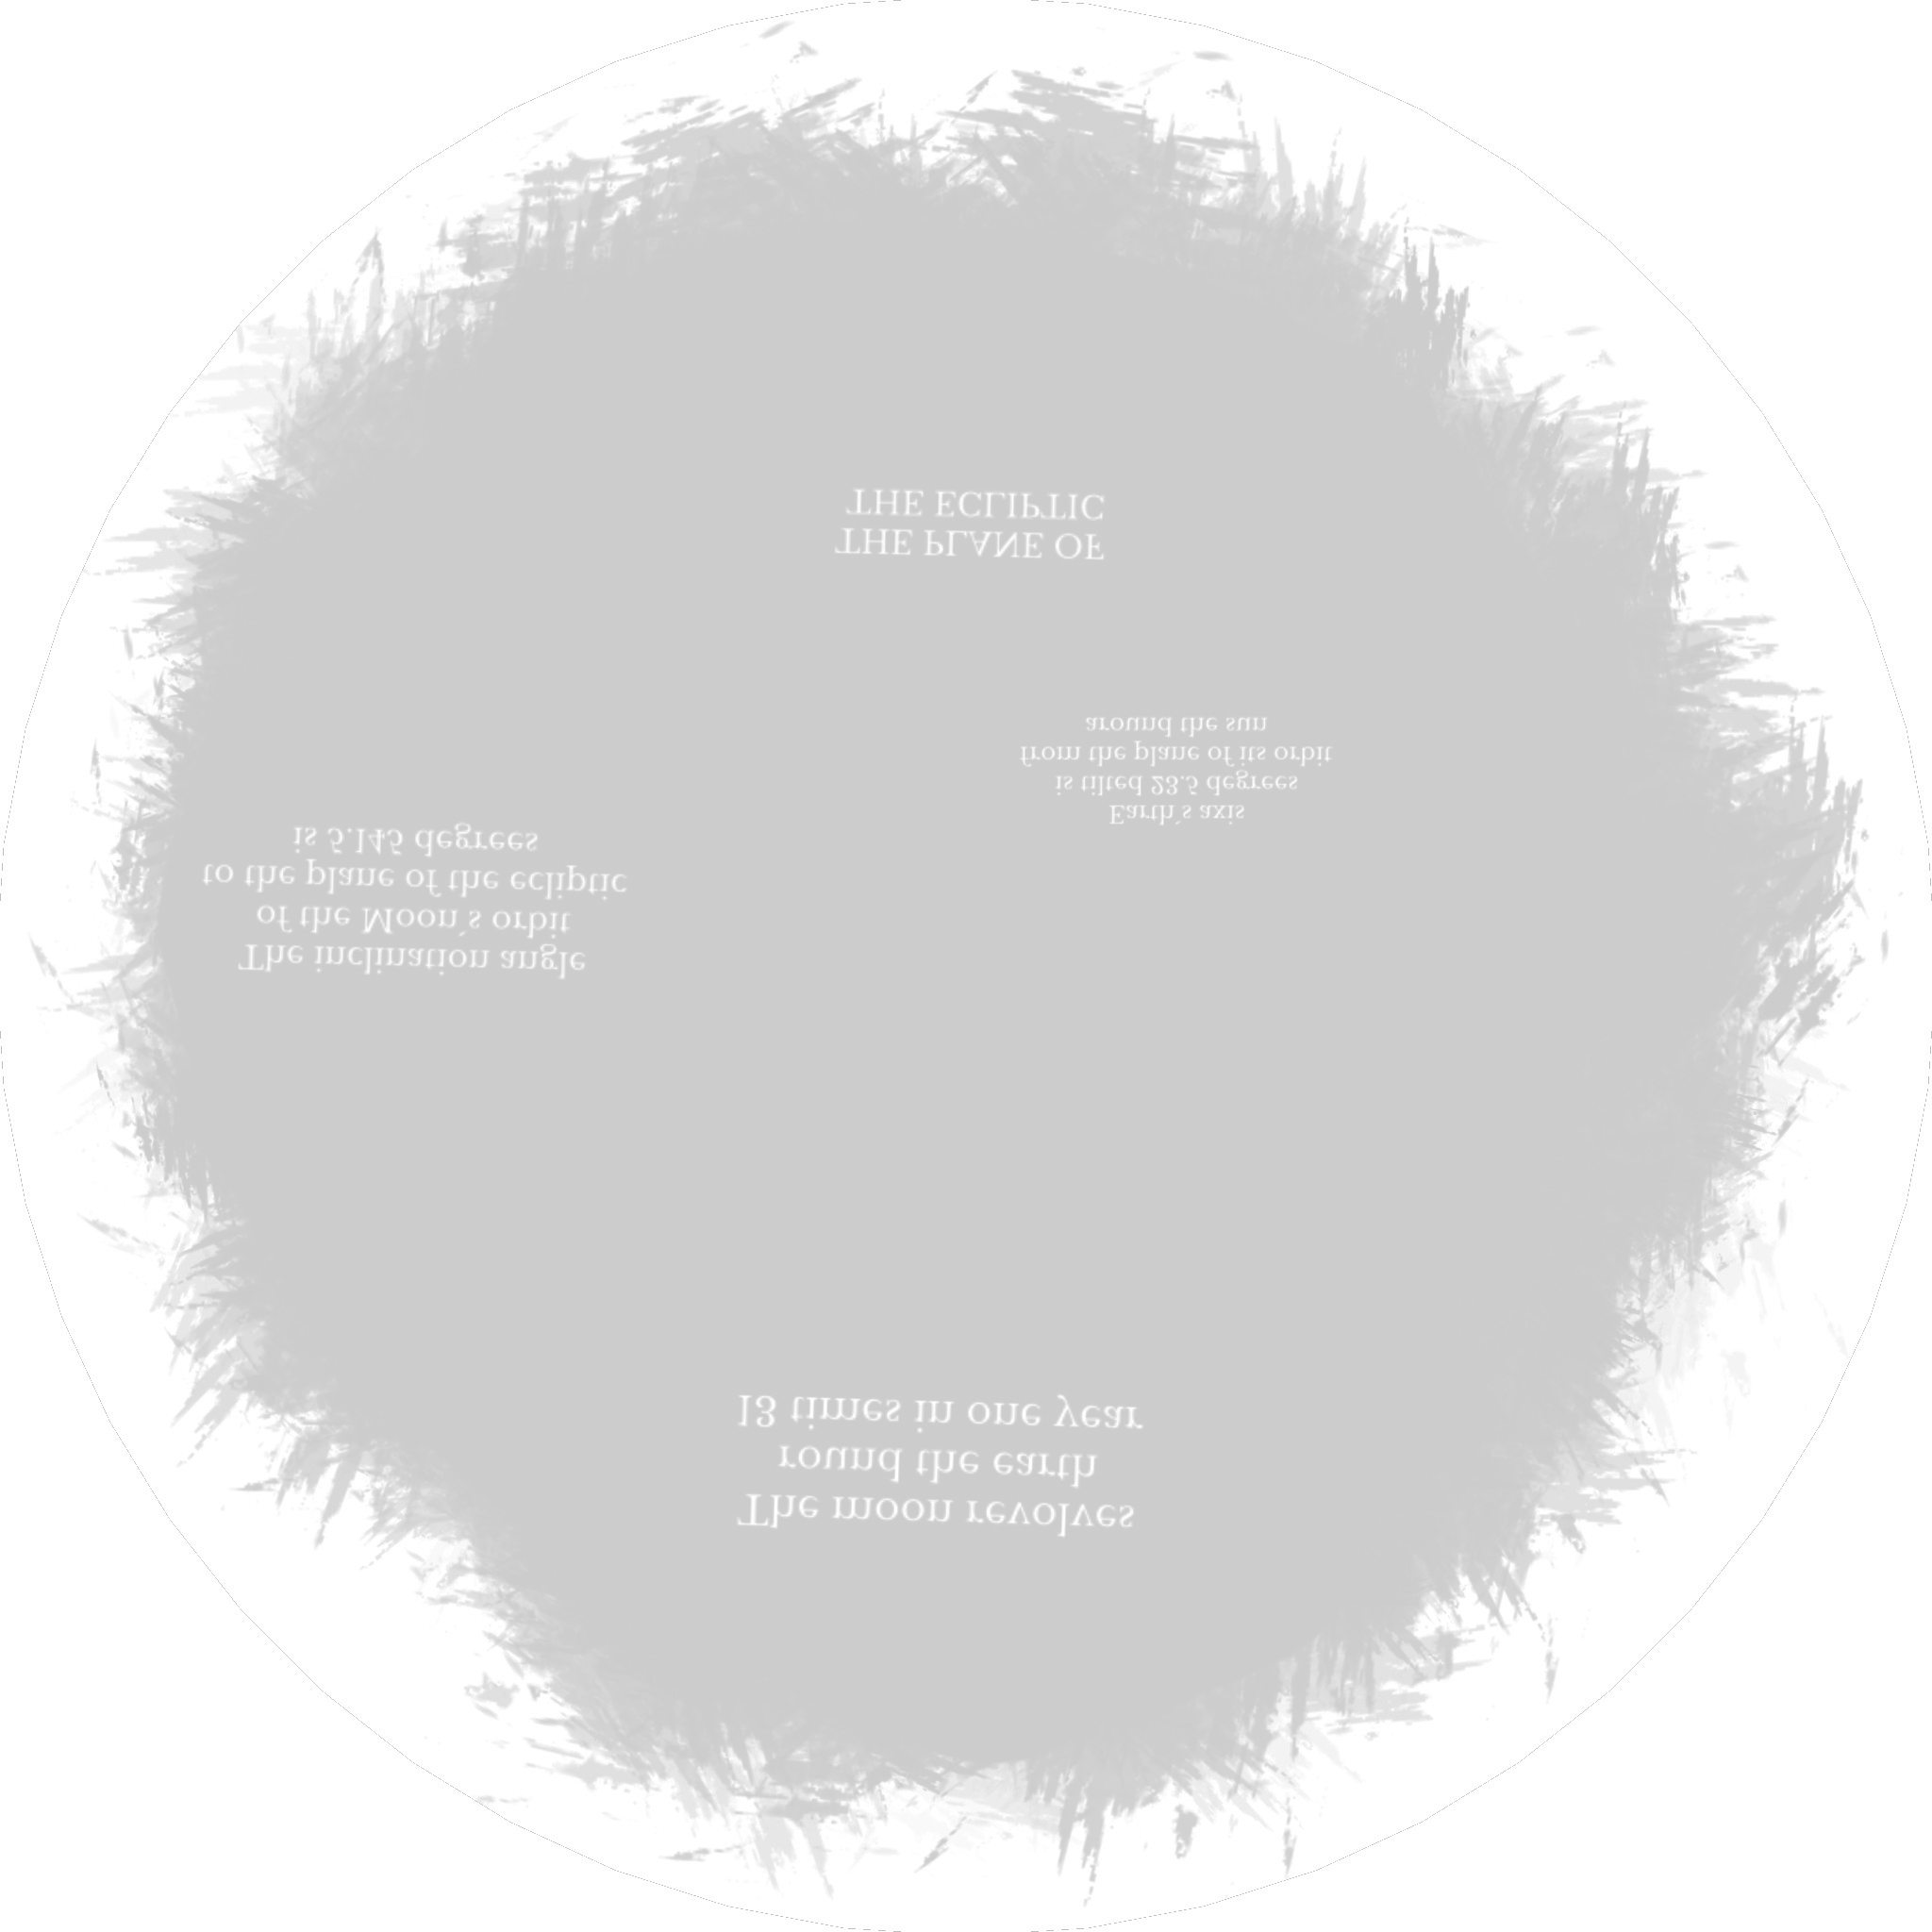 THE PLANE OF
THE ECLIPTIC
Earth`s axis
is tilted 23.5 degrees
from the plane of its orbit
around the sun
The inclination angle
of the Moon`s orbit
to the plane of the ecliptic
is 5.145 degrees
The moon revolves
round the earth
13 times in one year